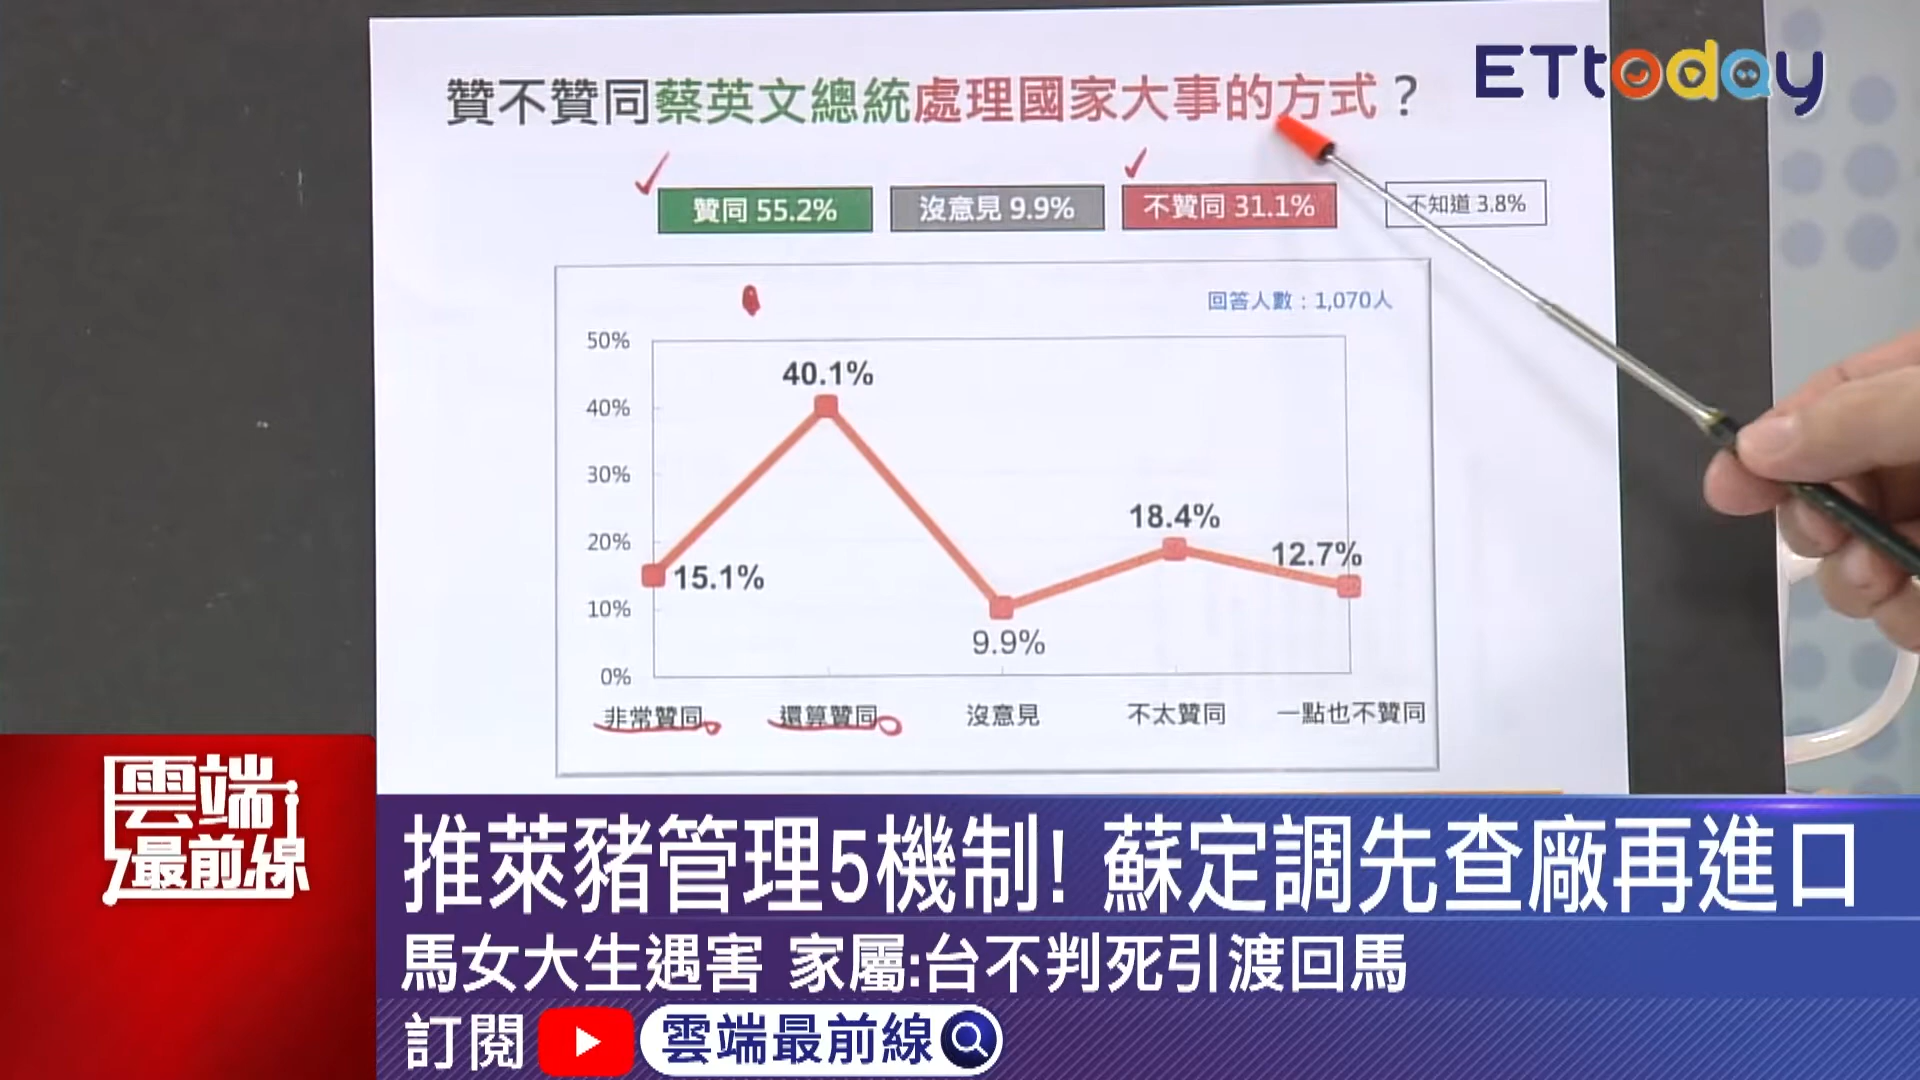 ETtoday
贊不贊同蔡英文總統處理國家大事的方式？
贊同 55.2%
沒意見 9.9%
不贊同 31.1%
不知道 3.8%
回答人數：1,070人
50%
40%
30%
20%
10%
0%
15.1%
40.1%
9.9%
18.4%
12.7%
非常贊同
還算贊同
沒意見
不太贊同
一點也不贊同
雲端
最前線
推萊豬管理5機制! 蘇定調先查廠再進口
馬女大生遇害 家屬:台不判死引渡回馬
訂閱 雲端最前線